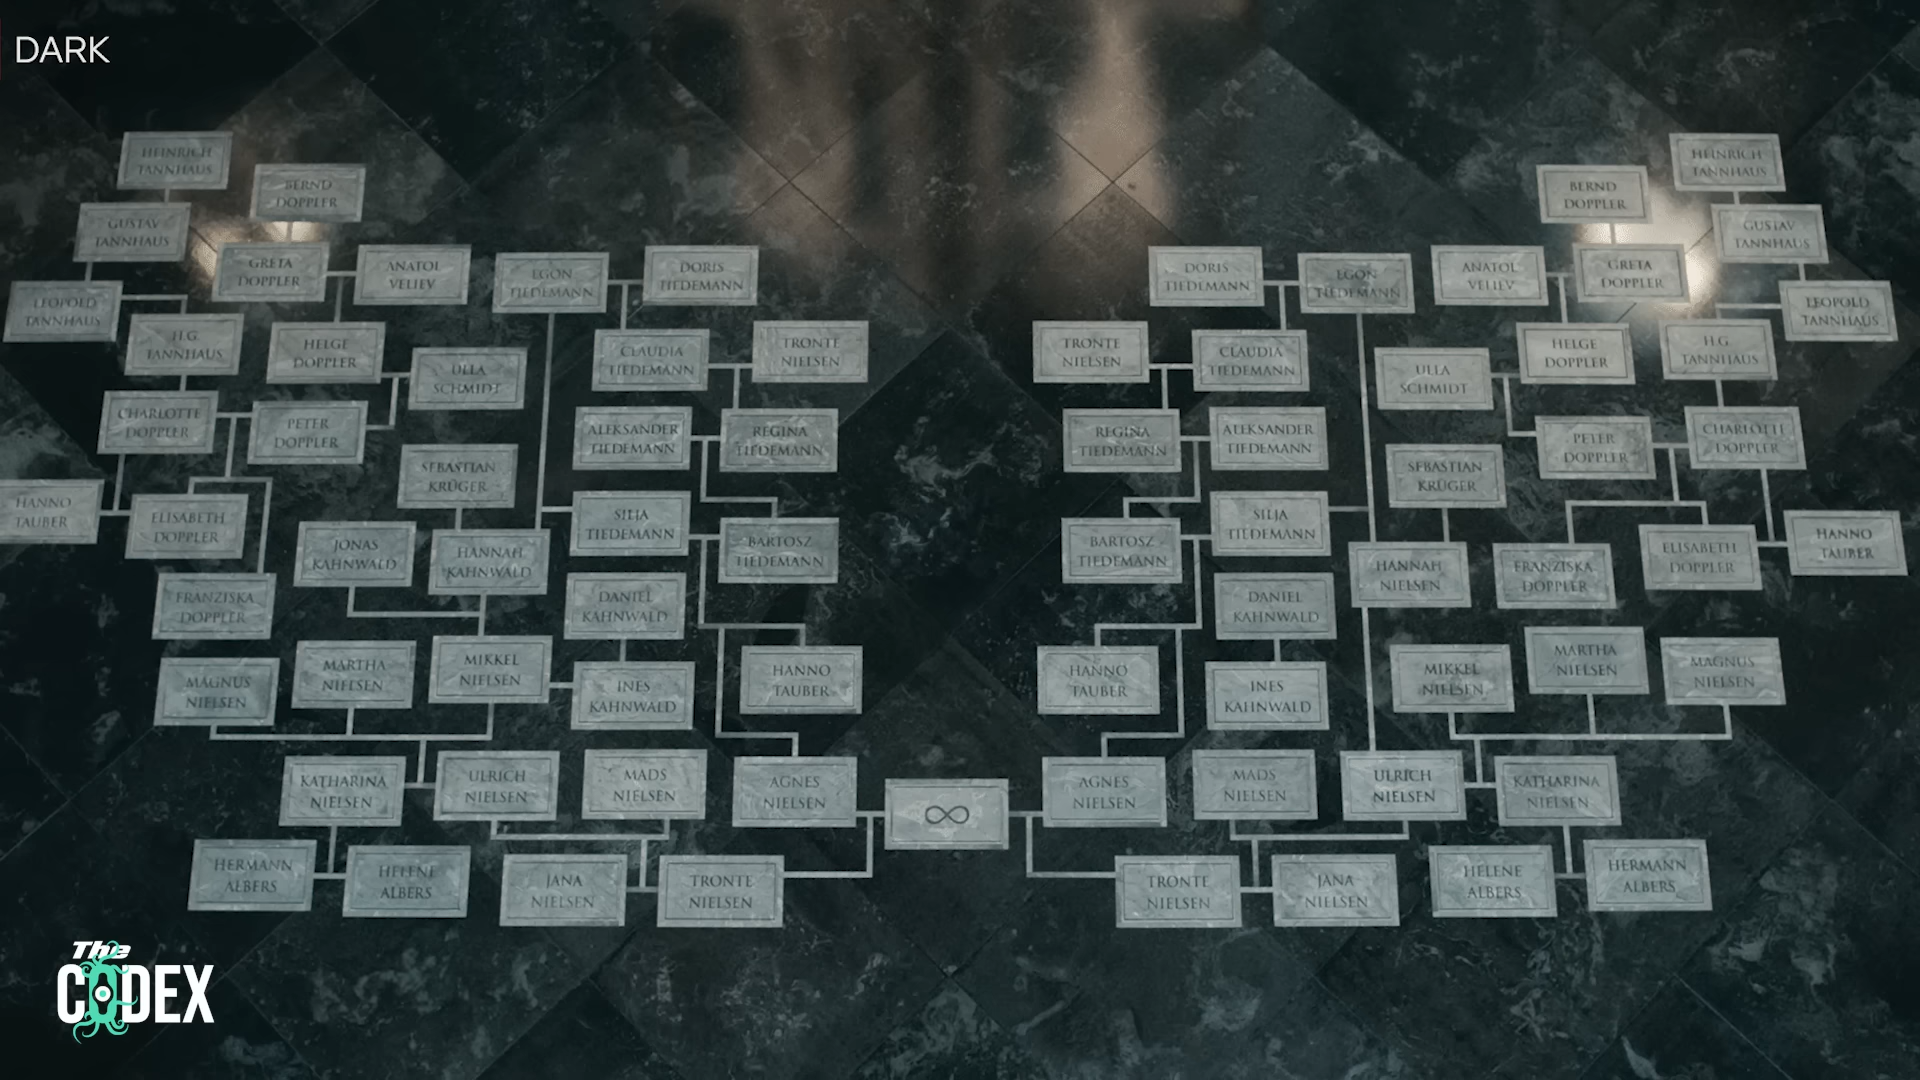 DARK
HEINRICH
TANNHAUS
BERND
DOPPLER
GUSTAV
TANNHAUS
GRETA
DOPPLER
ANATOL
VELIEV
EGON
TIEDEMANN
DORIS
TIEDEMANN
LEOPOLD
TANNHAUS
H.G.
TANNHAUS
HELGE
DOPPLER
ULLA
SCHMIDT
CLAUDIA
TIEDEMANN
TRONTE
NIELSEN
CHARLOTTE
DOPPLER
PETER
DOPPLER
ALEKSANDER
TIEDEMANN
REGINA
TIEDEMANN
SEBASTIAN
KRÜGER
HANNO
TAUBER
ELISABETH
DOPPLER
JONAS
KAHNWALD
HANNAH
KAHNWALD
SILJA
TIEDEMANN
BARTOSZ
TIEDEMANN
FRANZISKA
DOPPLER
DANIEL
KAHNWALD
MAGNUS
NIELSEN
MARTHA
NIELSEN
MIKKEL
NIELSEN
INES
KAHNWALD
HANNO
TAUBER
KATHARINA
NIELSEN
ULRICH
NIELSEN
MADS
NIELSEN
AGNES
NIELSEN
HERMANN
ALBERS
HELENE
ALBERS
JANA
NIELSEN
TRONTE
NIELSEN
∞
HEINRICH
TANNHAUS
BERND
DOPPLER
GUSTAV
TANNHAUS
DORIS
TIEDEMANN
EGON
TIEDEMANN
ANATOL
VELIEV
GRETA
DOPPLER
LEOPOLD
TANNHAUS
TRONTE
NIELSEN
CLAUDIA
TIEDEMANN
ULLA
SCHMIDT
HELGE
DOPPLER
H.G.
TANNHAUS
REGINA
TIEDEMANN
ALEKSANDER
TIEDEMANN
SEBASTIAN
KRÜGER
PETER
DOPPLER
CHARLOTTE
DOPPLER
BARTOSZ
TIEDEMANN
SILJA
TIEDEMANN
HANNAH
NIELSEN
FRANZISKA
DOPPLER
ELISABETH
DOPPLER
HANNO
TAUBER
DANIEL
KAHNWALD
HANNO
TAUBER
INES
KAHNWALD
MIKKEL
NIELSEN
MARTHA
NIELSEN
MAGNUS
NIELSEN
AGNES
NIELSEN
MADS
NIELSEN
ULRICH
NIELSEN
KATHARINA
NIELSEN
TRONTE
NIELSEN
JANA
NIELSEN
HELENE
ALBERS
HERMANN
ALBERS
The
CODEX